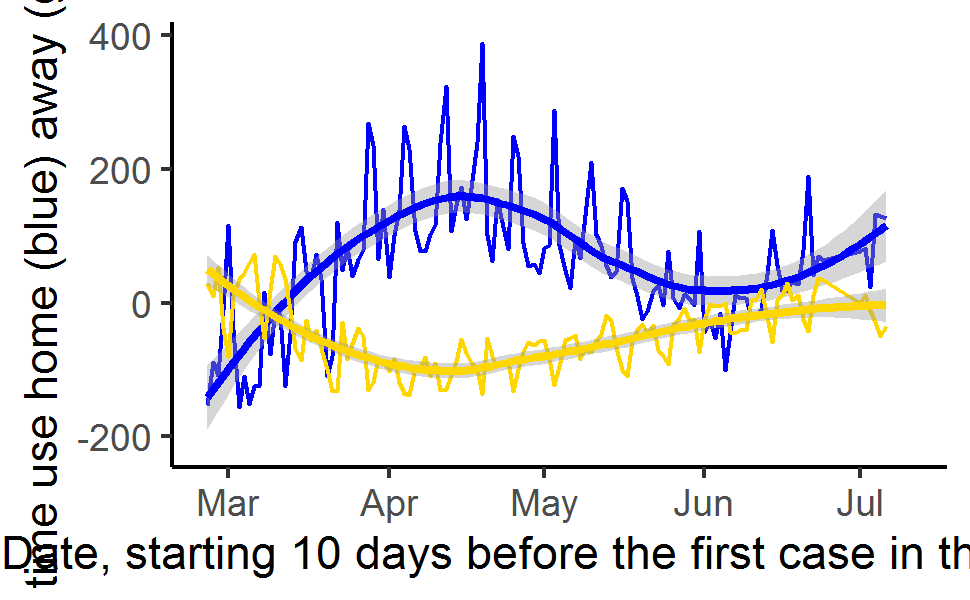 time use home (blue) away (
400
200
0
-200
Mar Apr May Jun Jul
Date, starting 10 days before the first case in th